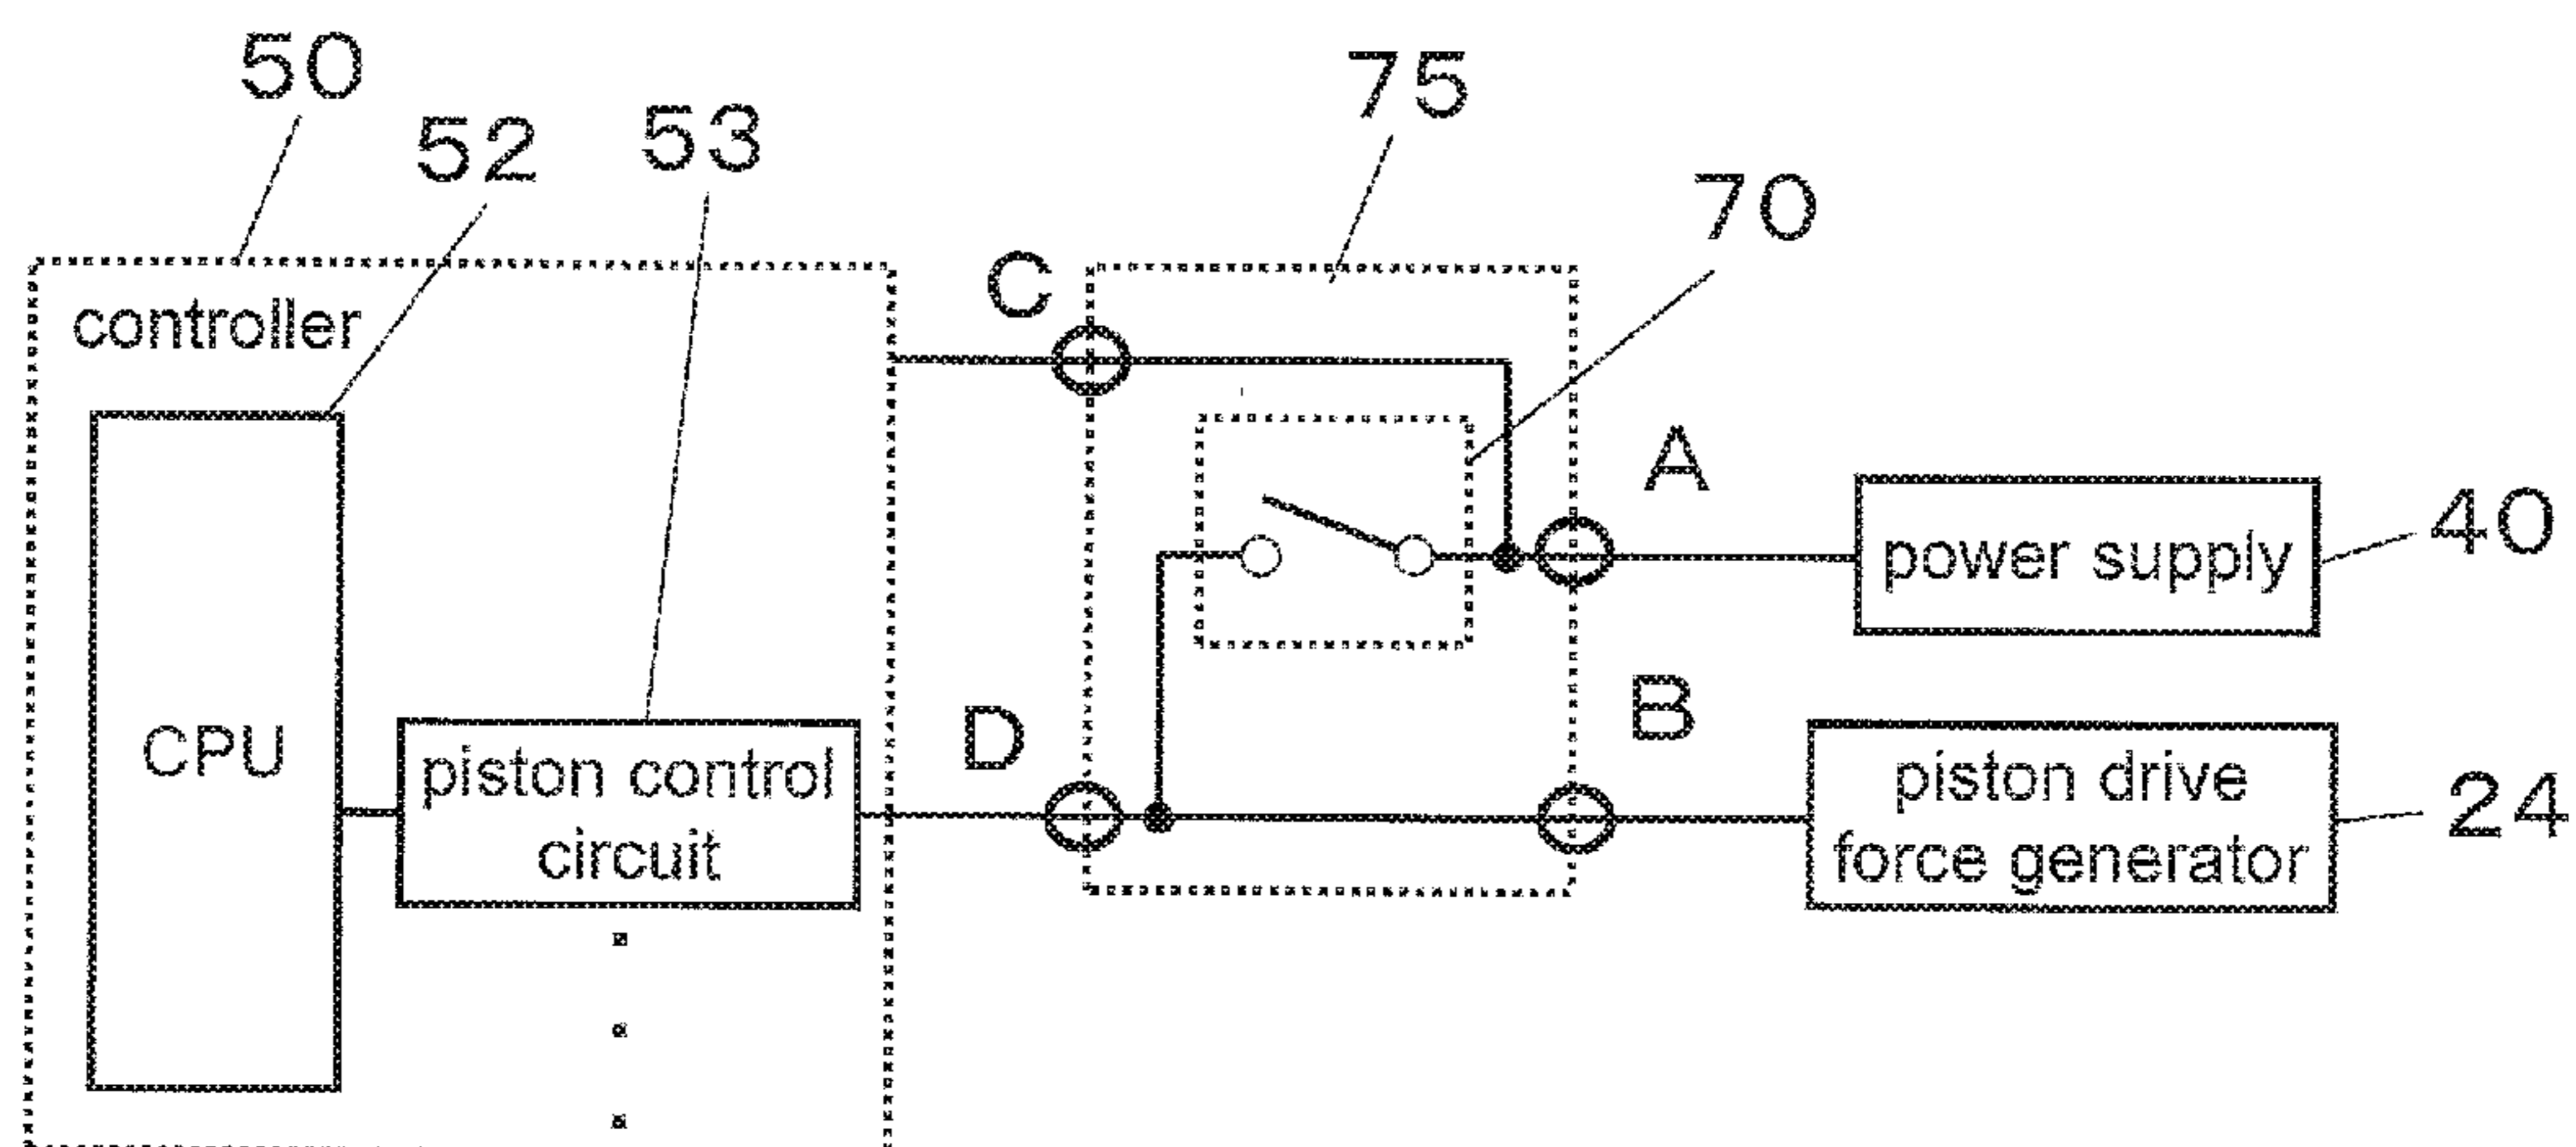 50
75
53
52
70
C
controller
A
40
power supply
B
D
CPU
piston control
circuit
piston drive
force generator
24